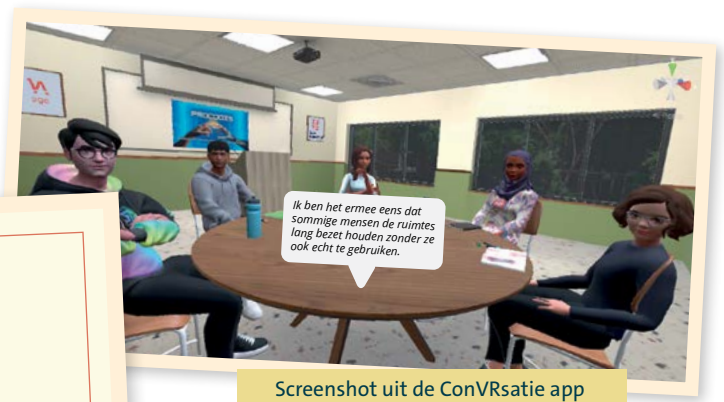 PROCODES
Ik ben het ermee eens dat
sommige mensen de ruimtes
lang bezet houden zonder ze
ook echt te gebruiken.
Screenshot uit de ConVRsatie app